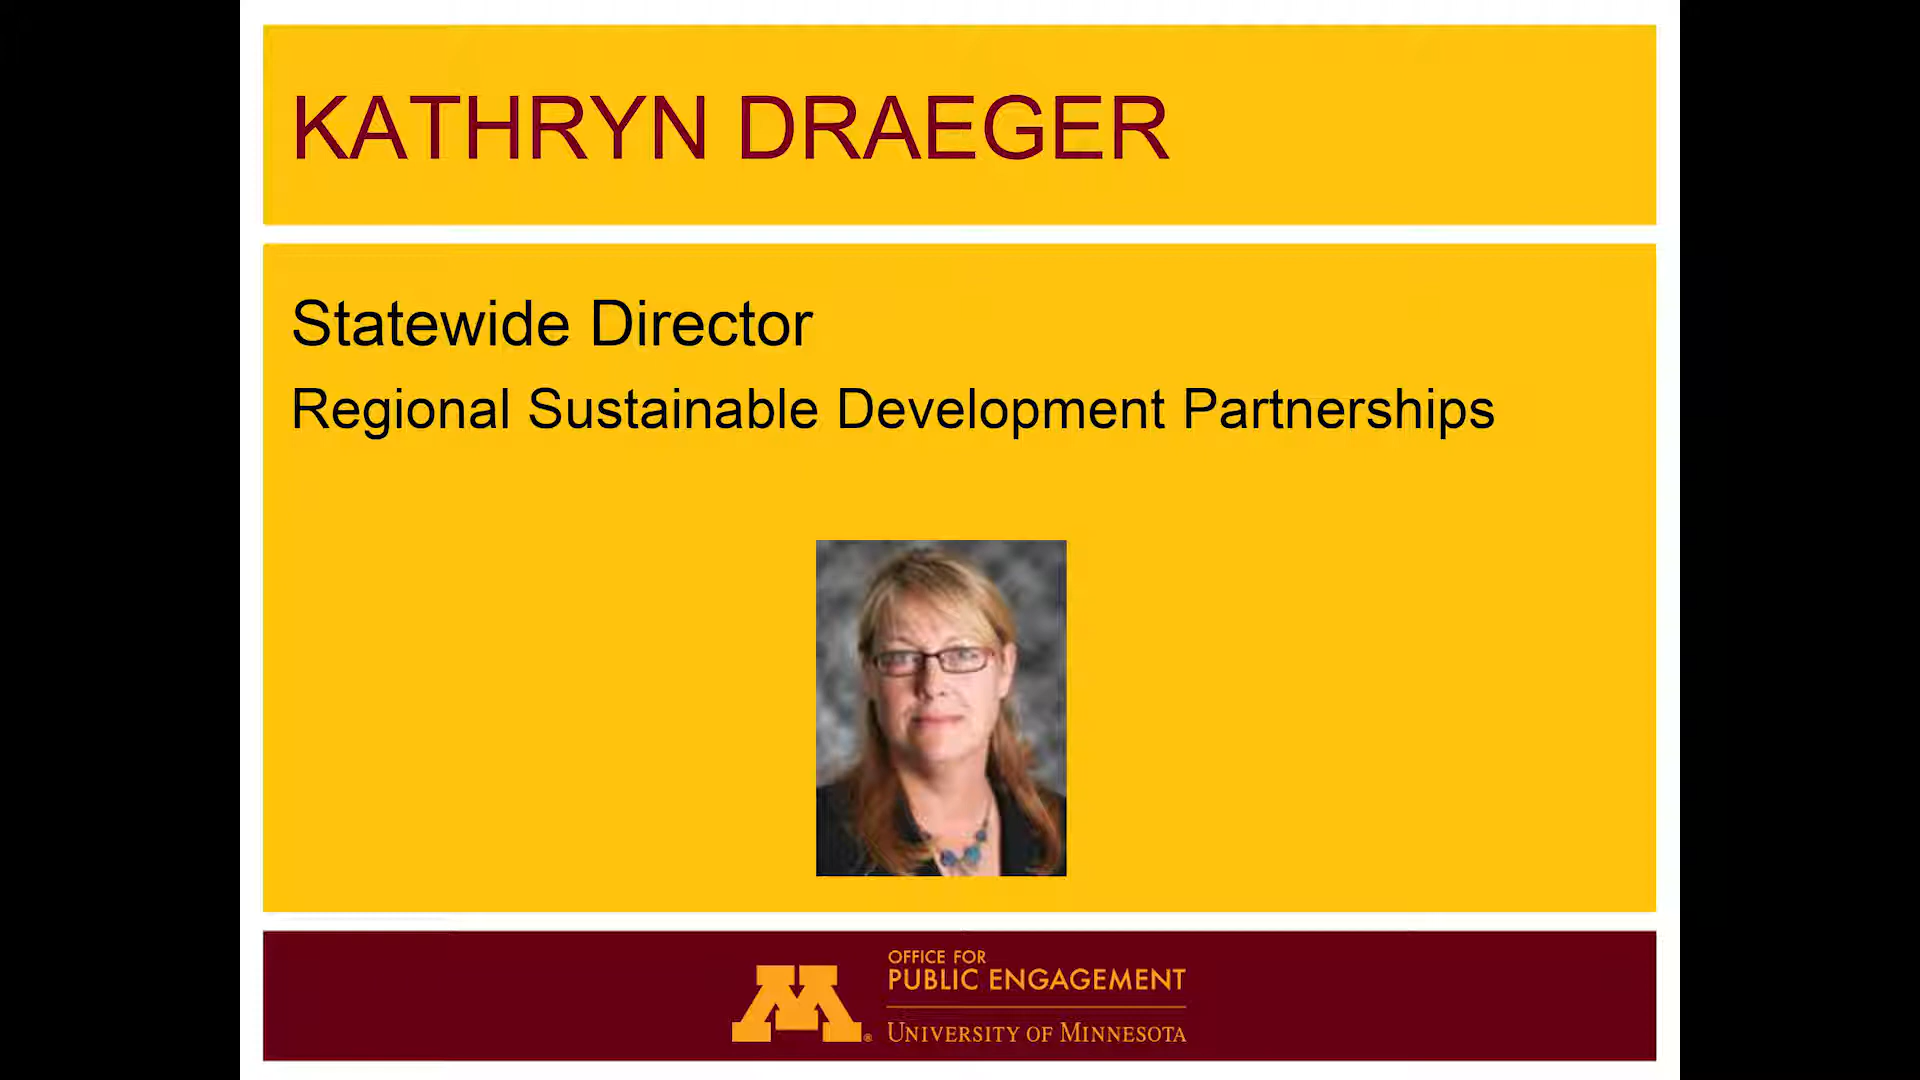 KATHRYN DRAEGER
Statewide Director
Regional Sustainable Development Partnerships
OFFICE FOR
PUBLIC ENGAGEMENT
M®
UNIVERSITY OF MINNESOTA